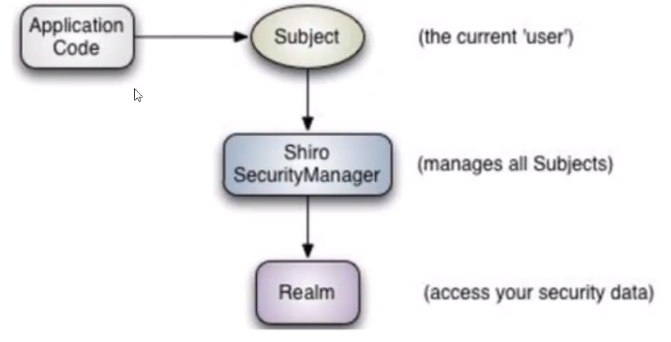 Application
Code
Subject
(the current 'user')
Shiro
SecurityManager
(manages all Subjects)
Realm
(access your security data)